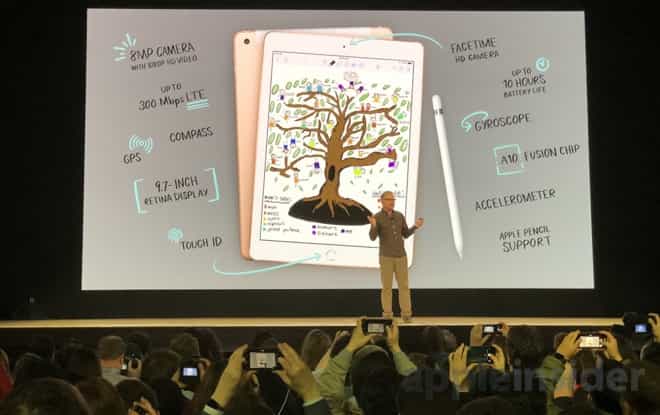 8MP CAMERA
WITH 1080P HD VIDEO
UP TO
300 Mbps LTE
COMPASS
GPS
9.7-INCH
RETINA DISPLAY
TOUCH ID
FACETIME
HD CAMERA
UP TO
10 HOURS
BATTERY LIFE
GYROSCOPE
A10 FUSION CHIP
ACCELEROMETER
APPLE PENCIL
SUPPORT
appleinsider